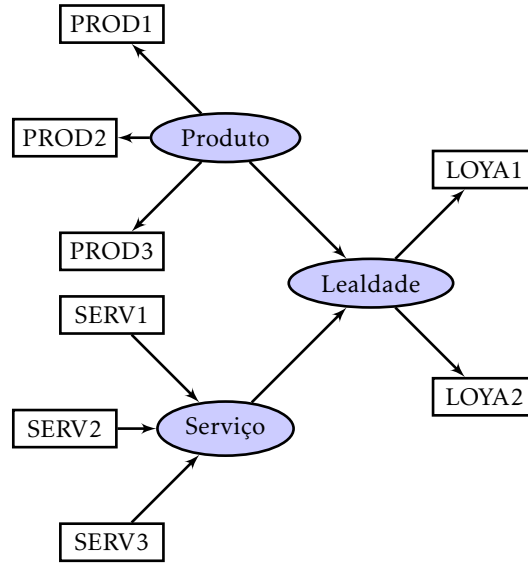 PROD1
PROD2
Produto
PROD3
LOYA1
Lealdade
LOYA2
SERV1
SERV2
Serviço
SERV3